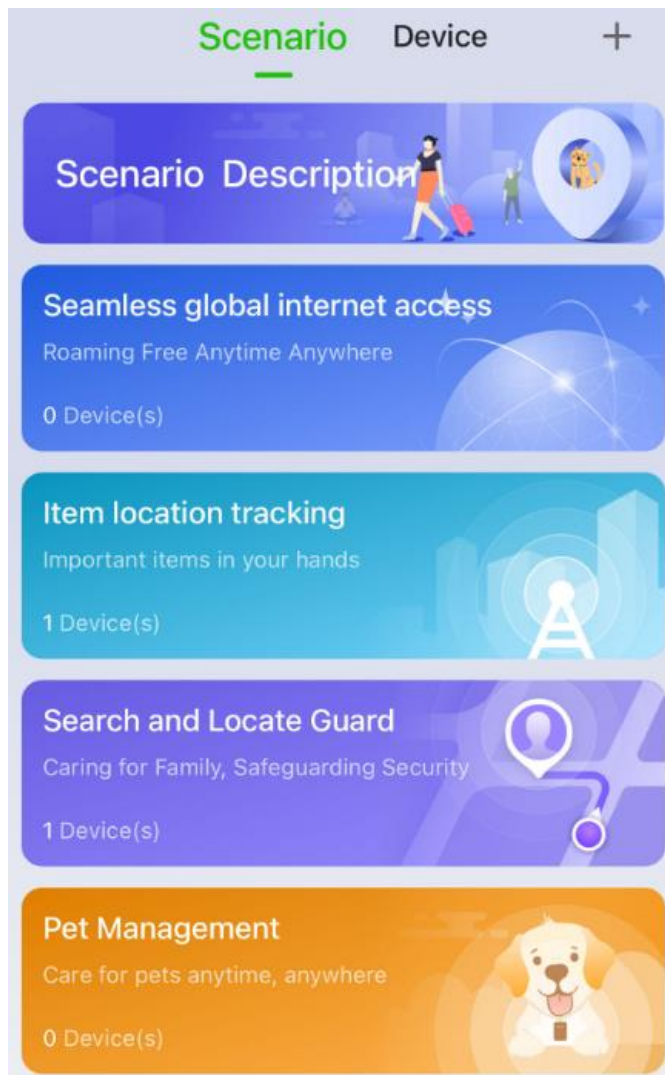 Scenario Device +
Scenario Description
Seamless global internet access
Roaming Free Anytime Anywhere
0 Device(s)
Item location tracking
Important items in your hands
1 Device(s)
Search and Locate Guard
Caring for Family, Safeguarding Security
1 Device(s)
Pet Management
Care for pets anytime, anywhere
0 Device(s)